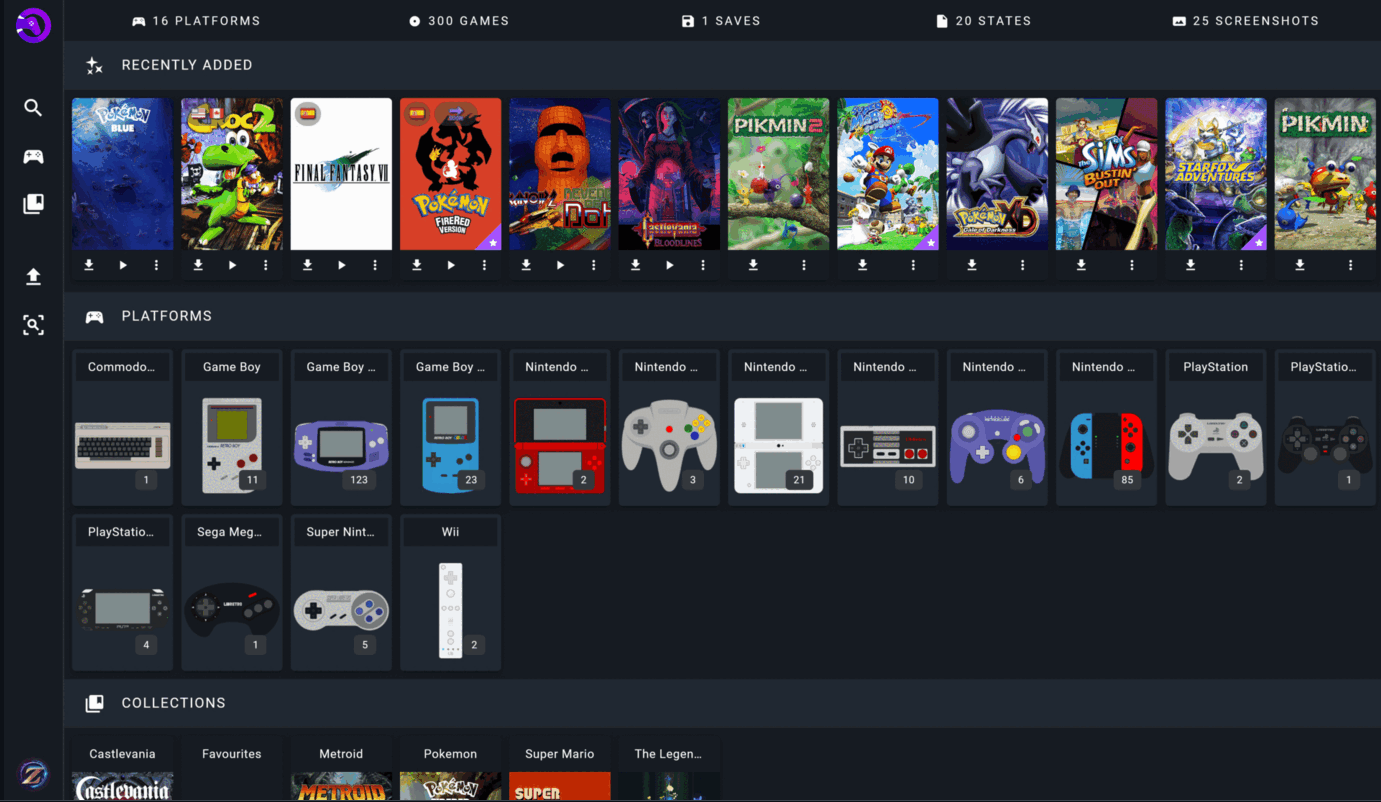 16 PLATFORMS
300 GAMES
1 SAVES
20 STATES
25 SCREENSHOTS
RECENTLY ADDED
POKéMON
BLUE
CROC 2
FINAL FANTASY VII
POKéMON
FIRERED
VERSION
Castlevania
BLOODLINES
PIKMIN 2
POKéMON XD
Gale of Darkness
THE SIMS
BUSTIN' OUT
STARFOX
ADVENTURES
PIKMIN
PLATFORMS
Commodo...
Game Boy
Game Boy ...
Game Boy ...
Nintendo ...
Nintendo ...
Nintendo ...
Nintendo ...
Nintendo ...
Nintendo ...
PlayStation
PlayStatio...
1
11
123
23
2
3
21
10
6
85
2
1
PlayStatio...
Sega Meg...
Super Nint...
Wii
4
1
5
2
COLLECTIONS
Castlevania
Favourites
Metroid
Pokemon
Super Mario
The Legen...
Castlevania
METROID
POKéMON
SUPER